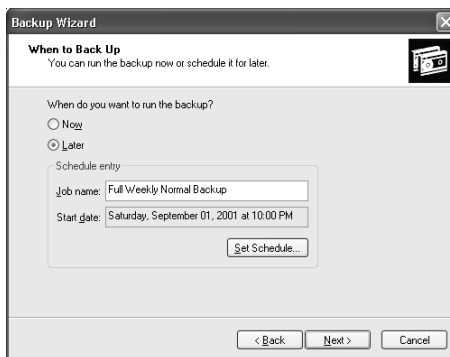 Backup Wizard
When to Back Up
You can run the backup now or schedule it for later.
When do you want to run the backup?
Now
Later
Schedule entry
Job name: Full Weekly Normal Backup
Start date: Saturday, September 01, 2001 at 10:00 PM
Set Schedule...
< Back Next > Cancel